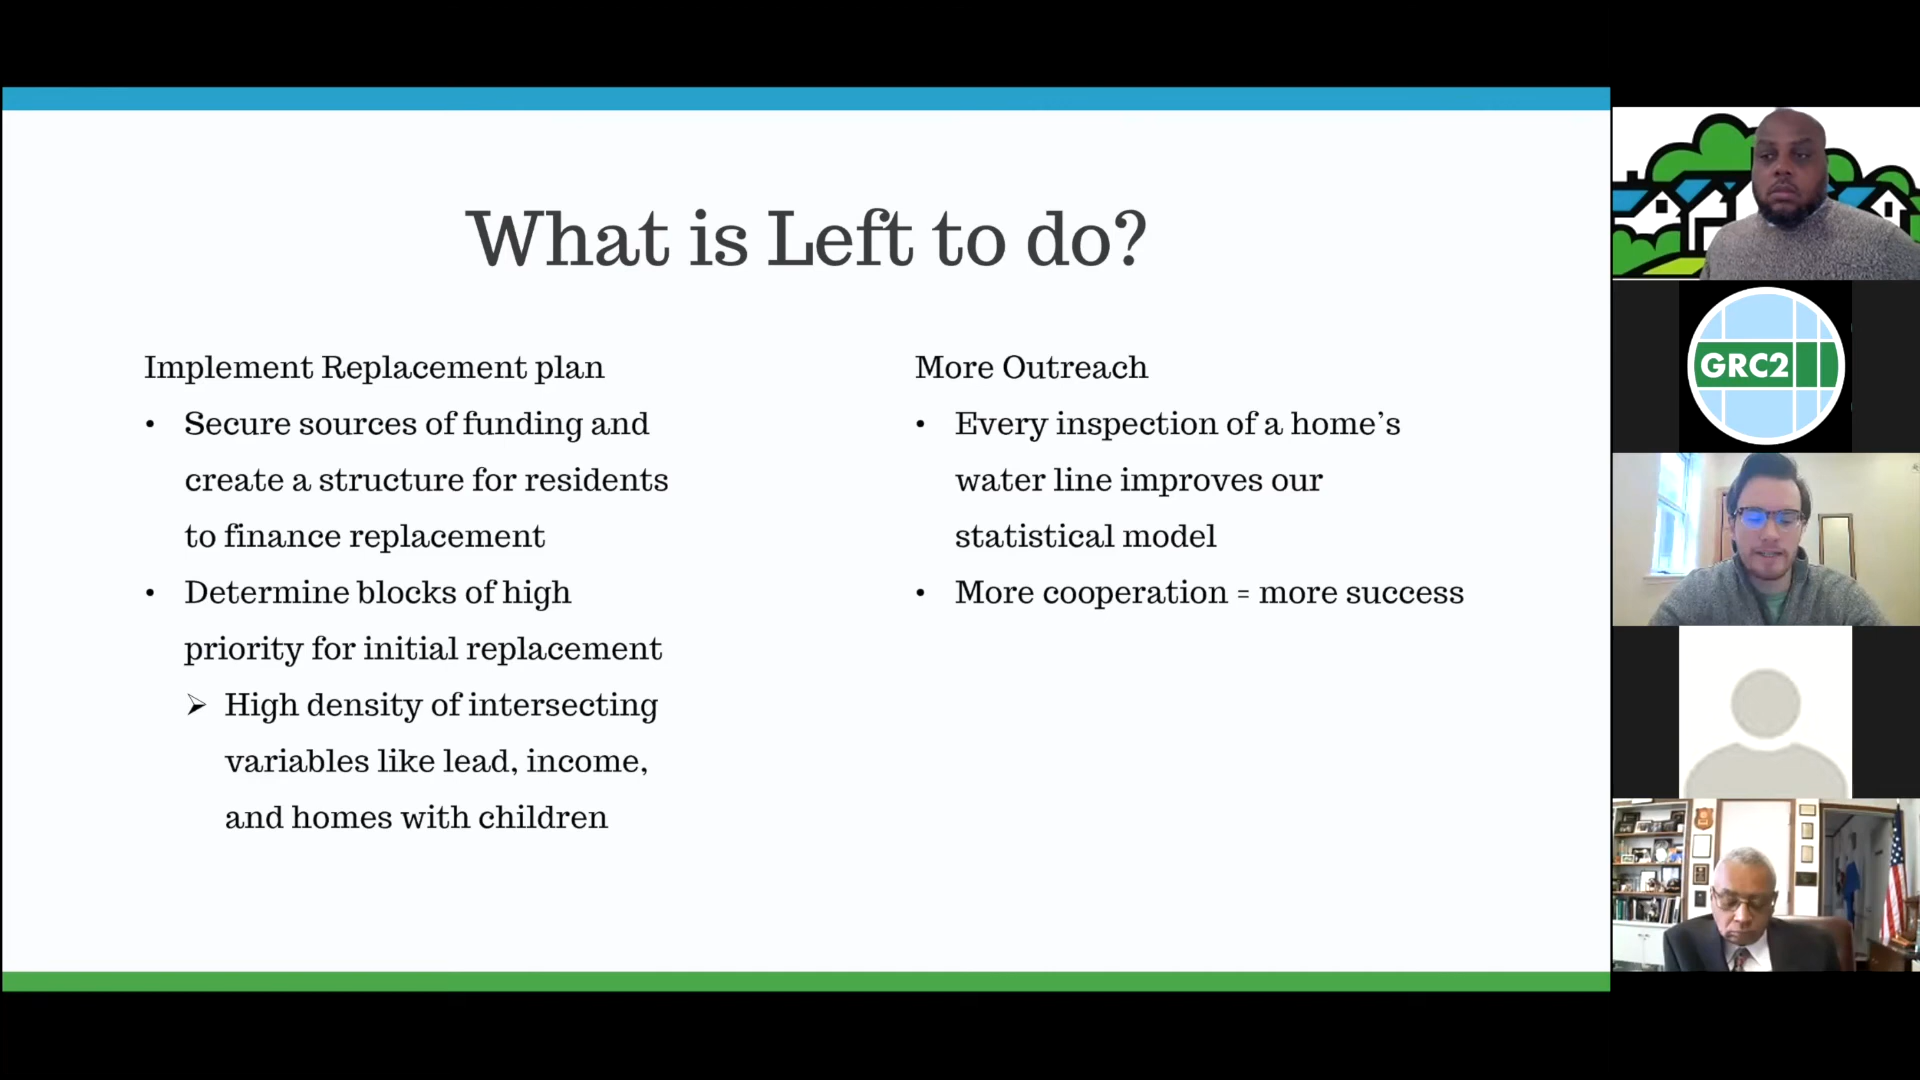 What is Left to do?
Implement Replacement plan
• Secure sources of funding and
create a structure for residents
to finance replacement
• Determine blocks of high
priority for initial replacement
➢ High density of intersecting
variables like lead, income,
and homes with children
More Outreach
• Every inspection of a home’s
water line improves our
statistical model
• More cooperation = more success
GRC2